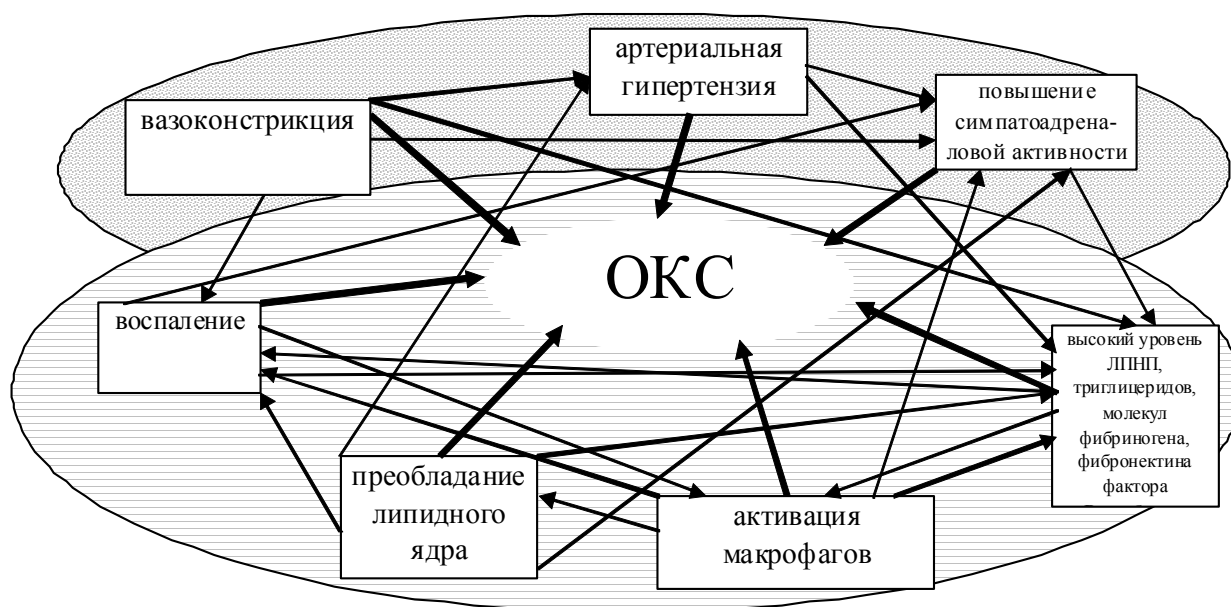 артериальная
гипертензия
вазоконстрикция
повышение
симпатоадрена-
ловой активности
ОКС
воспаление
высокий уровень
ЛПНП,
триглицеридов,
молекул
фибриногена,
фибронектина
фактора
преобладание
липидного
ядра
активация
макрофагов